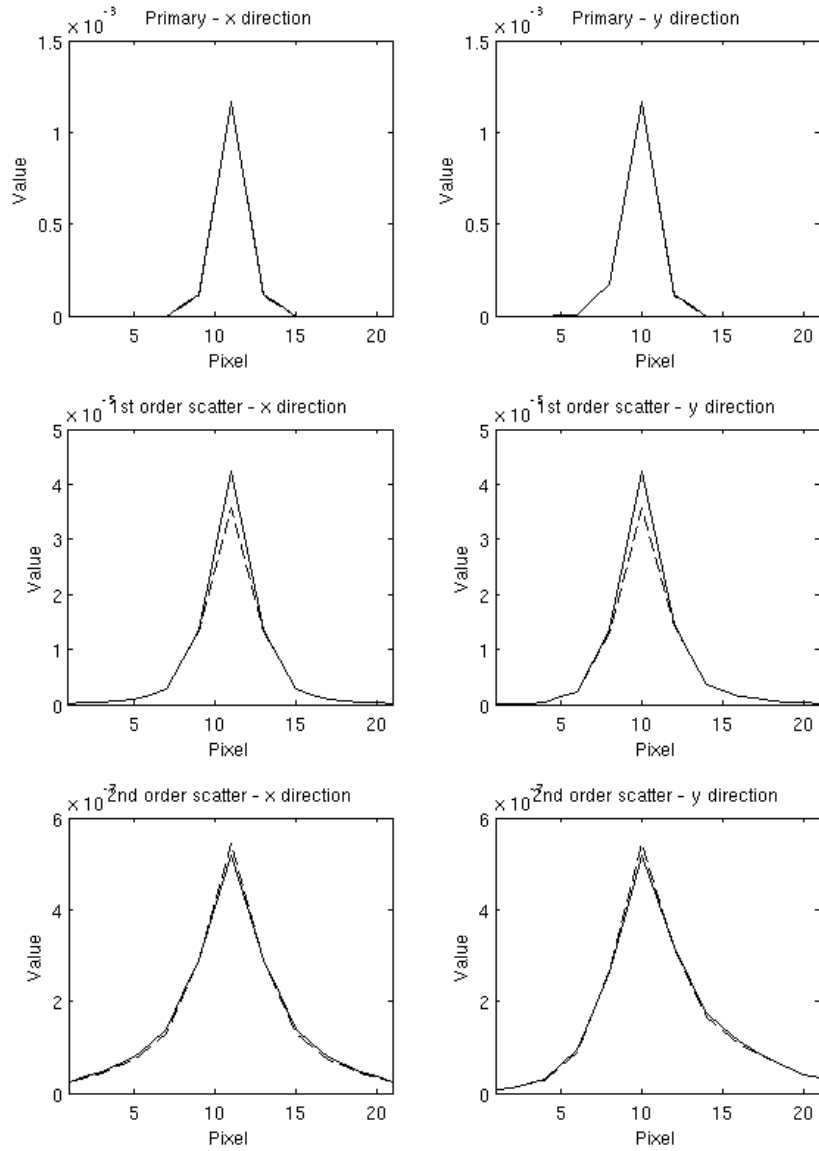 × 10⁻³ Primary - x direction
1.5
1
0.5
0
Value
5 10 15 20
Pixel
× 10⁻³ Primary - y direction
1.5
1
0.5
0
Value
5 10 15 20
Pixel
× 10⁻⁵ 1st order scatter - x direction
5
4
3
2
1
0
Value
5 10 15 20
Pixel
× 10⁻⁵ 1st order scatter - y direction
5
4
3
2
1
0
Value
5 10 15 20
Pixel
× 10⁻⁷ 2nd order scatter - x direction
6
4
2
0
Value
5 10 15 20
Pixel
× 10⁻⁷ 2nd order scatter - y direction
6
4
2
0
Value
5 10 15 20
Pixel